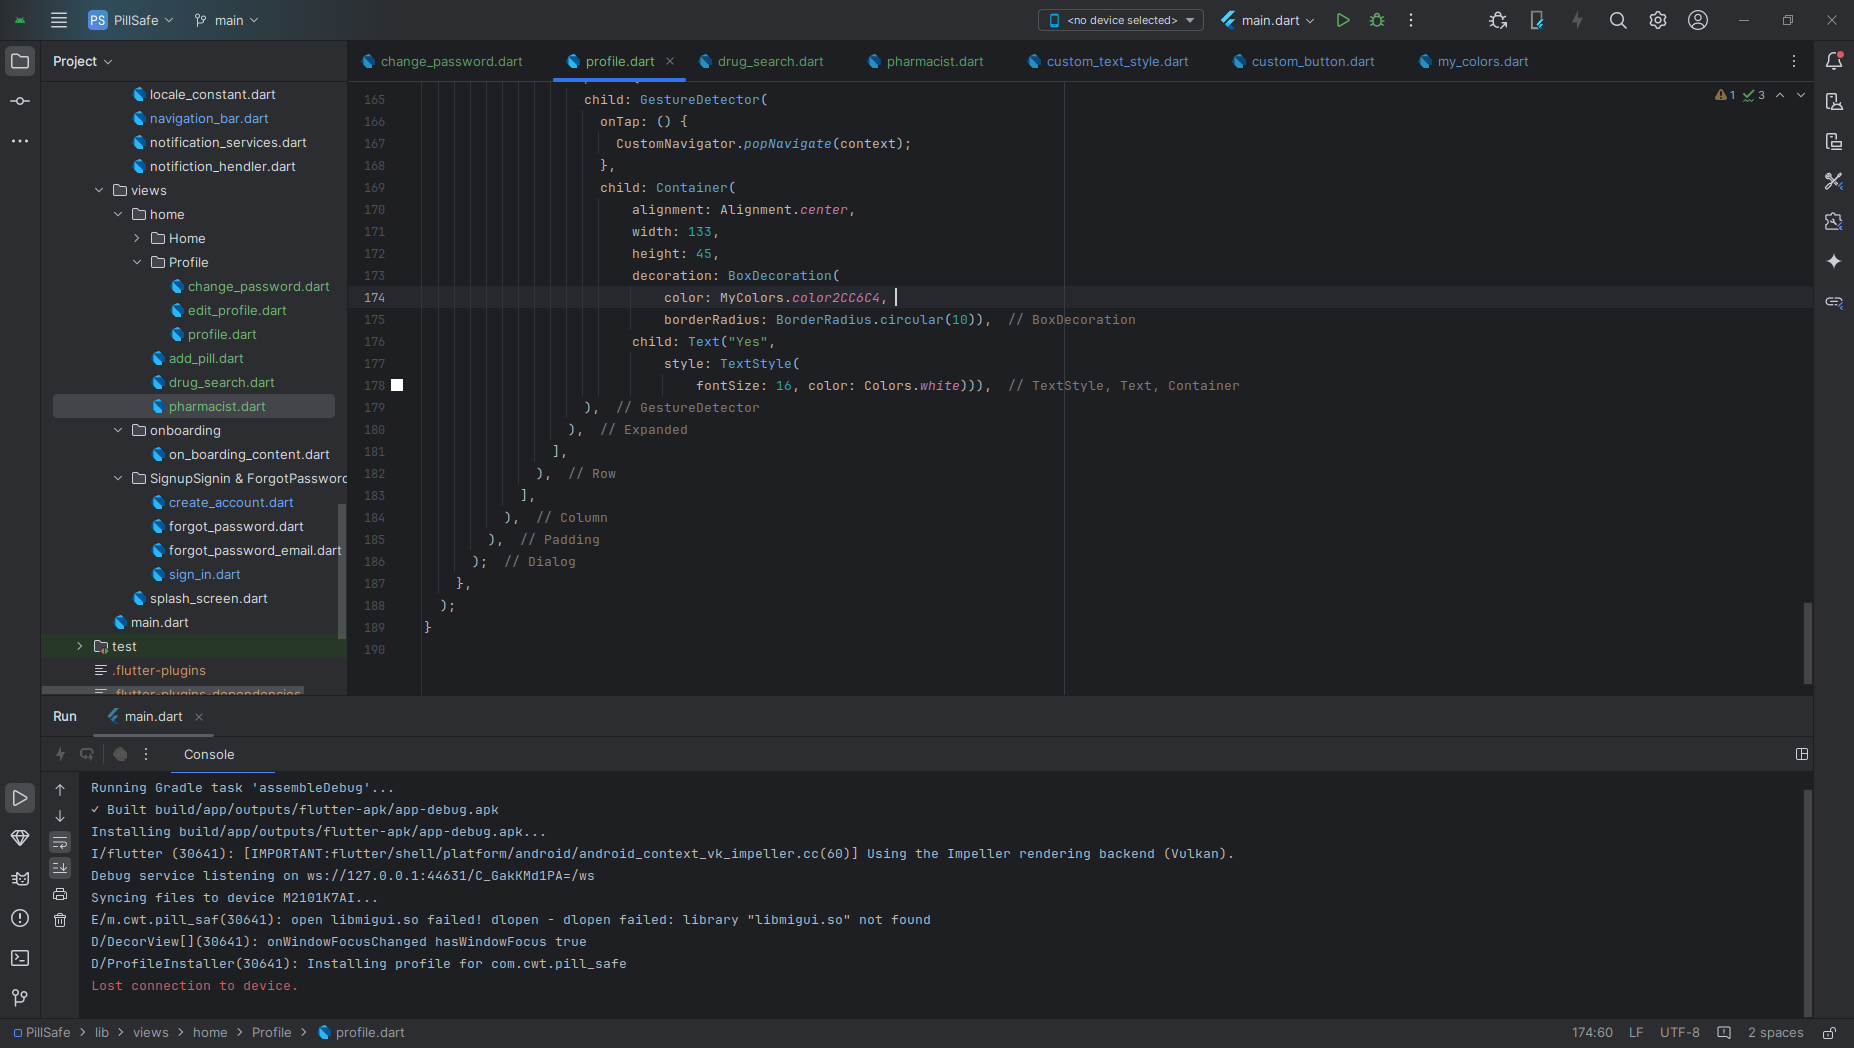 PS PillSafe main <no device selected> main.dart
Project
change_password.dart profile.dart drug_search.dart pharmacist.dart custom_text_style.dart custom_button.dart my_colors.dart
locale_constant.dart
navigation_bar.dart
notification_services.dart
notifiction_hendler.dart
views
home
Home
Profile
change_password.dart
edit_profile.dart
profile.dart
add_pill.dart
drug_search.dart
pharmacist.dart
onboarding
on_boarding_content.dart
SignupSignin & ForgotPassword
create_account.dart
forgot_password.dart
forgot_password_email.dart
sign_in.dart
splash_screen.dart
main.dart
test
.flutter-plugins
.flutter-plugins-dependencies
1 3
165 child: GestureDetector(
166 onTap: () {
167 CustomNavigator.popNavigate(context);
168 },
169 child: Container(
170 alignment: Alignment.center,
171 width: 133,
172 height: 45,
173 decoration: BoxDecoration(
174 color: MyColors.color2CC6C4,
175 borderRadius: BorderRadius.circular(10)), // BoxDecoration
176 child: Text("Yes",
177 style: TextStyle(
178 fontSize: 16, color: Colors.white))), // TextStyle, Text, Container
179 ), // GestureDetector
180 ), // Expanded
181 ],
182 ), // Row
183 ],
184 ), // Column
185 ), // Padding
186 ); // Dialog
187 },
188 );
189 }
190
Run main.dart
Console
Running Gradle task 'assembleDebug'...
✓ Built build/app/outputs/flutter-apk/app-debug.apk
Installing build/app/outputs/flutter-apk/app-debug.apk...
I/flutter (30641): [IMPORTANT:flutter/shell/platform/android/android_context_vk_impeller.cc(60)] Using the Impeller rendering backend (Vulkan).
Debug service listening on ws://127.0.0.1:44631/C_GakKMd1PA=/ws
Syncing files to device M2101K7AI...
E/m.cwt.pill_saf(30641): open libmigui.so failed! dlopen - dlopen failed: library "libmigui.so" not found
D/DecorView[](30641): onWindowFocusChanged hasWindowFocus true
D/ProfileInstaller(30641): Installing profile for com.cwt.pill_safe
Lost connection to device.
PillSafe > lib > views > home > Profile > profile.dart 174:60 LF UTF-8 2 spaces